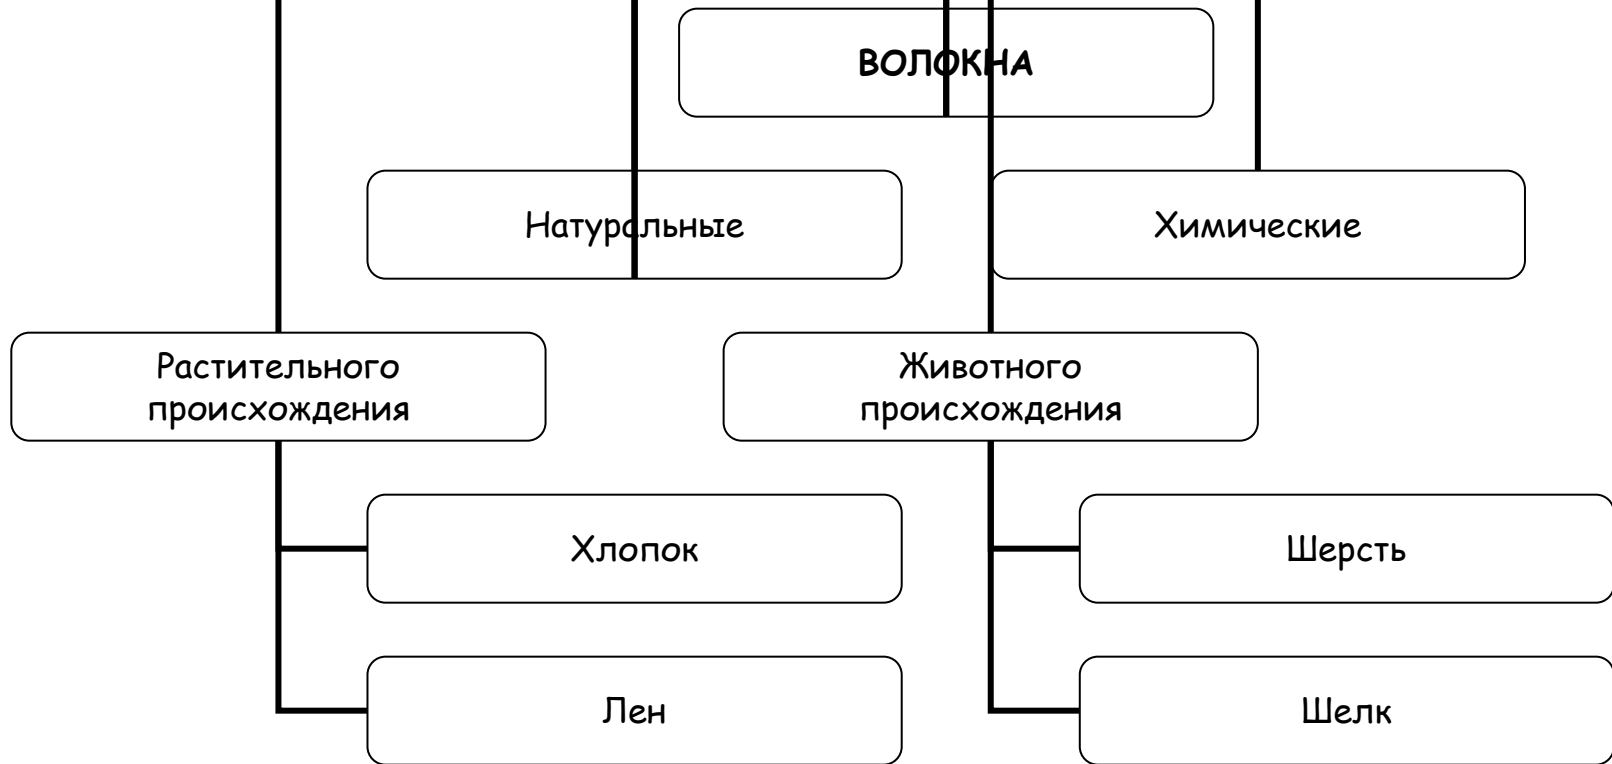 ВОЛОКНА
Натуральные
Химические
Растительного
происхождения
Животного
происхождения
Хлопок
Шерсть
Лен
Шелк